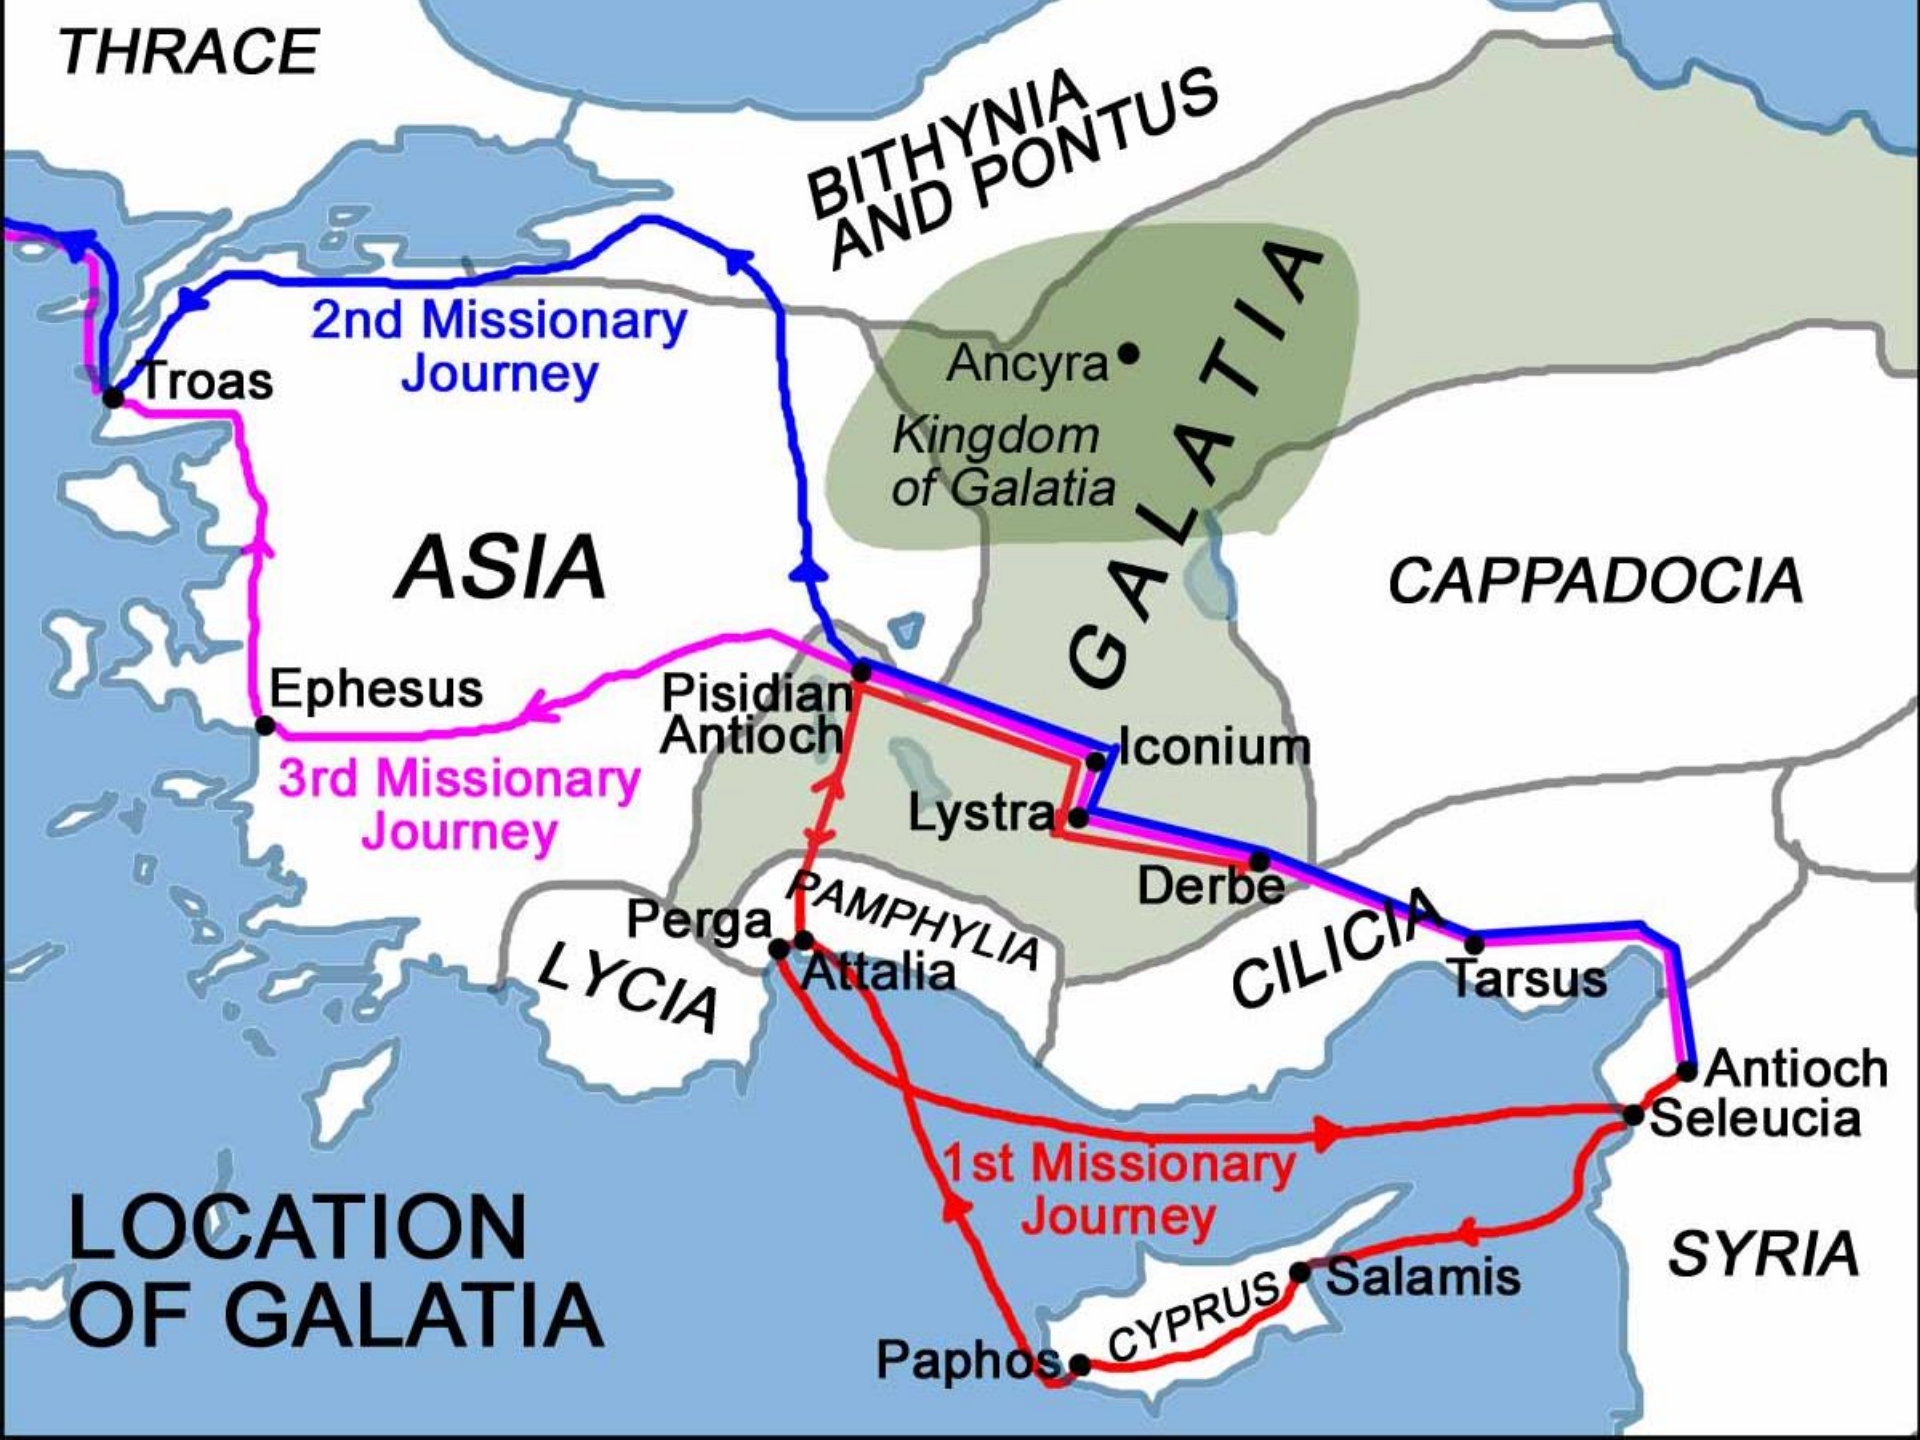 THRACE
BITHYNIA
AND PONTUS
2nd Missionary
Journey
Troas
Ancyra
Kingdom
of Galatia
GALATIA
ASIA
CAPPADOCIA
Ephesus
Pisidian
Antioch
3rd Missionary
Journey
Iconium
Lystra
Derbe
PAMPHYLIA
Perga
Attalia
LYCIA
CILICIA
Tarsus
Antioch
Seleucia
1st Missionary
Journey
LOCATION
OF GALATIA
SYRIA
Salamis
CYPRUS
Paphos